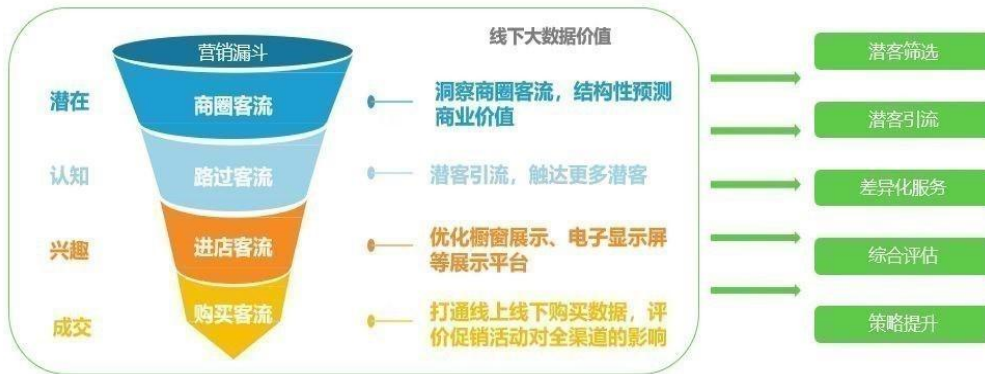 营销漏斗
线下大数据价值
潜在
商圈客流
洞察商圈客流，结构性预测
商业价值
认知
路过客流
潜客引流，触达更多潜客
兴趣
进店客流
优化橱窗展示、电子显示屏
等展示平台
成交
购买客流
打通线上线下购买数据，评
价促销活动对全渠道的影响
潜客筛选
潜客引流
差异化服务
综合评估
策略提升